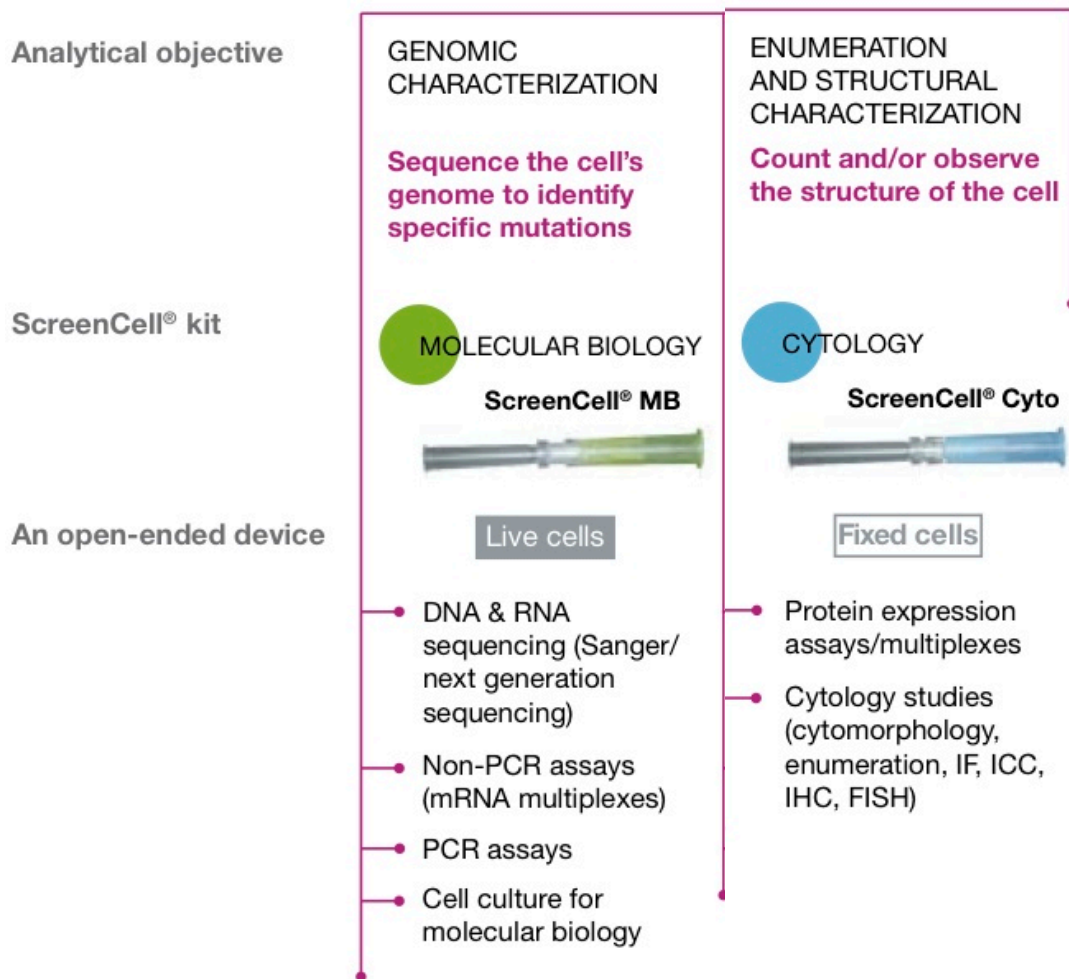 Analytical objective
GENOMIC
CHARACTERIZATION
Sequence the cell's
genome to identify
specific mutations
ENUMERATION
AND STRUCTURAL
CHARACTERIZATION
Count and/or observe
the structure of the cell
ScreenCell® kit
MOLECULAR BIOLOGY
ScreenCell® MB
CYTOLOGY
ScreenCell® Cyto
An open-ended device
Live cells
Fixed cells
DNA & RNA
sequencing (Sanger/
next generation
sequencing)
Non-PCR assays
(mRNA multiplexes)
PCR assays
Cell culture for
molecular biology
Protein expression
assays/multiplexes
Cytology studies
(cytomorphology,
enumeration, IF, ICC,
IHC, FISH)